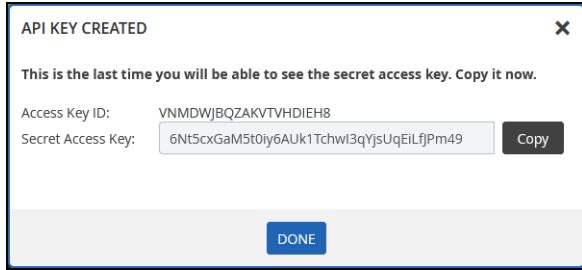 API KEY CREATED
This is the last time you will be able to see the secret access key. Copy it now.
Access Key ID: VNMDWJBQZAKVTVHDIEH8
Secret Access Key: 6Nt5cxGaM5t0iy6AUk1TchwI3qYjsUqEiLfJPm49 Copy
DONE